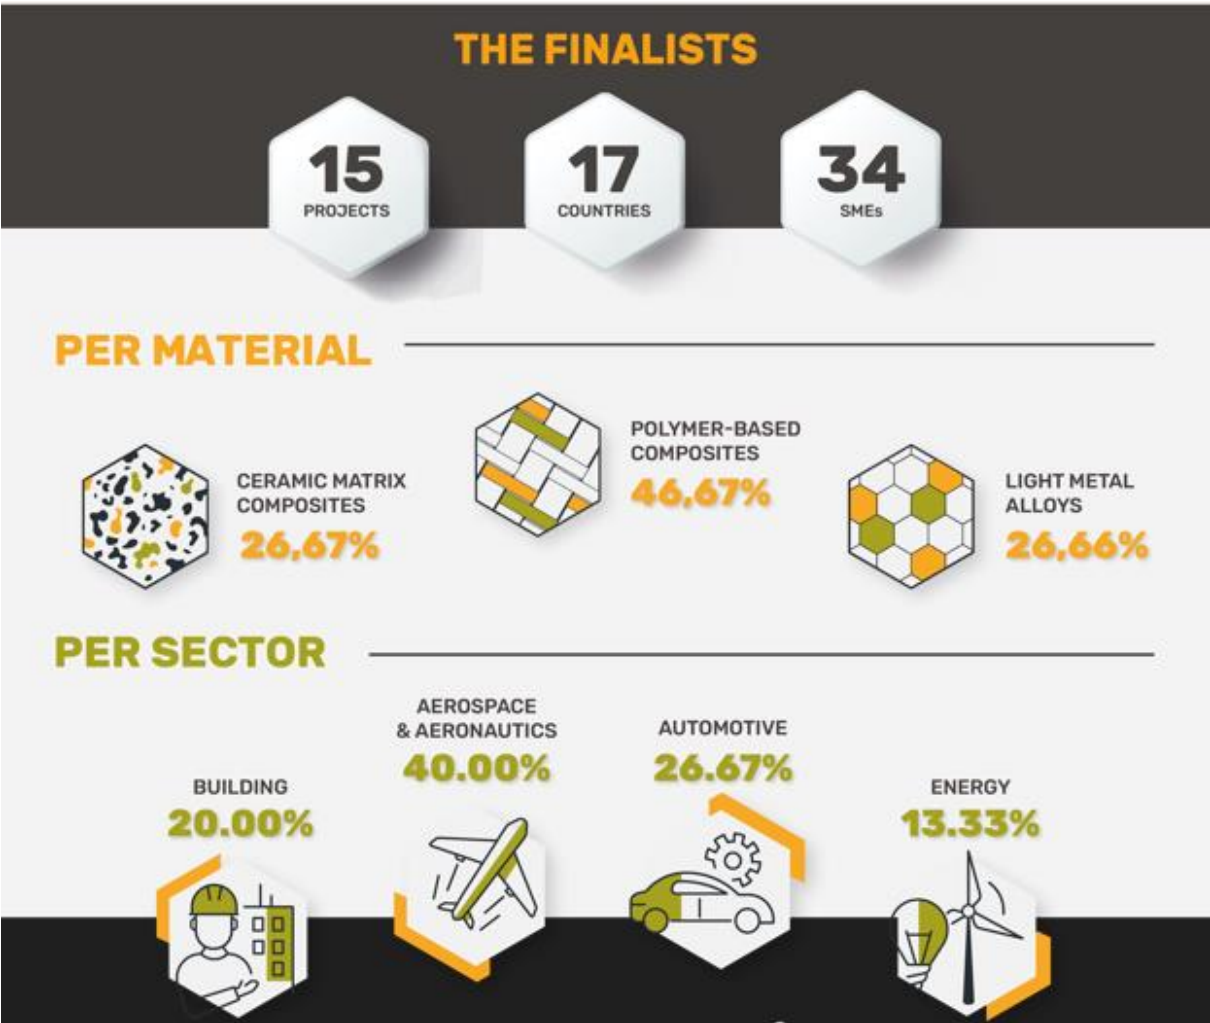 THE FINALISTS
15
PROJECTS
17
COUNTRIES
34
SMEs
PER MATERIAL
CERAMIC MATRIX
COMPOSITES
26,67%
POLYMER-BASED
COMPOSITES
46,67%
LIGHT METAL
ALLOYS
26,66%
PER SECTOR
BUILDING
20.00%
AEROSPACE
& AERONAUTICS
40.00%
AUTOMOTIVE
26.67%
ENERGY
13.33%